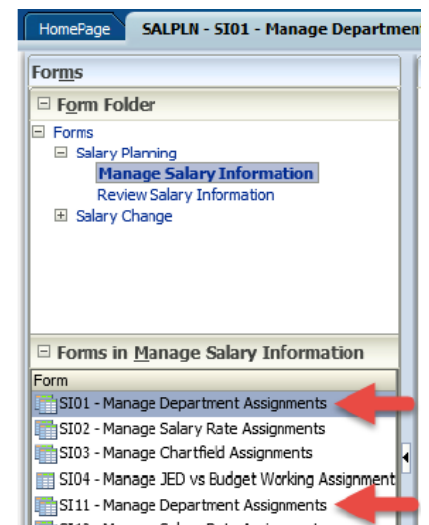 HomePage
SALPLN - SI01 - Manage Departmen
Forms
Form Folder
Forms
Salary Planning
Manage Salary Information
Review Salary Information
Salary Change
Forms in Manage Salary Information
Form
SI01 - Manage Department Assignments
SI02 - Manage Salary Rate Assignments
SI03 - Manage Chartfield Assignments
SI04 - Manage JED vs Budget Working Assignment
SI11 - Manage Department Assignments